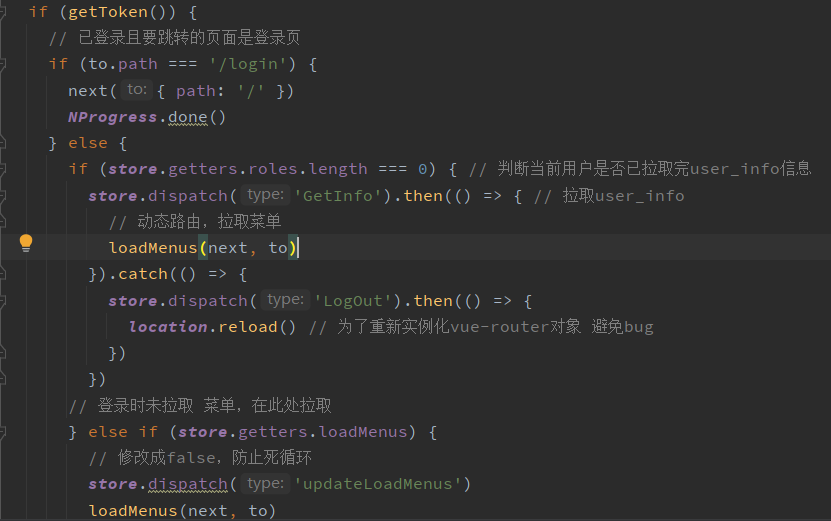 if (getToken()) {
// 已登录且要跳转的页面是登录页
if (to.path === '/login') {
next( to: { path: '/' })
NProgress.done()
} else {
if (store.getters.roles.length === 0) { // 判断当前用户是否已拉取完user_info信息
store.dispatch( type: 'GetInfo').then(() => { // 拉取user_info
// 动态路由，拉取菜单
loadMenus(next, to)
}).catch(() => {
store.dispatch( type: 'LogOut').then(() => {
location.reload() // 为了重新实例化vue-router对象 避免bug
})
})
// 登录时未拉取 菜单，在此处拉取
} else if (store.getters.loadMenus) {
// 修改成false，防止死循环
store.dispatch( type: 'updateLoadMenus')
loadMenus(next, to)